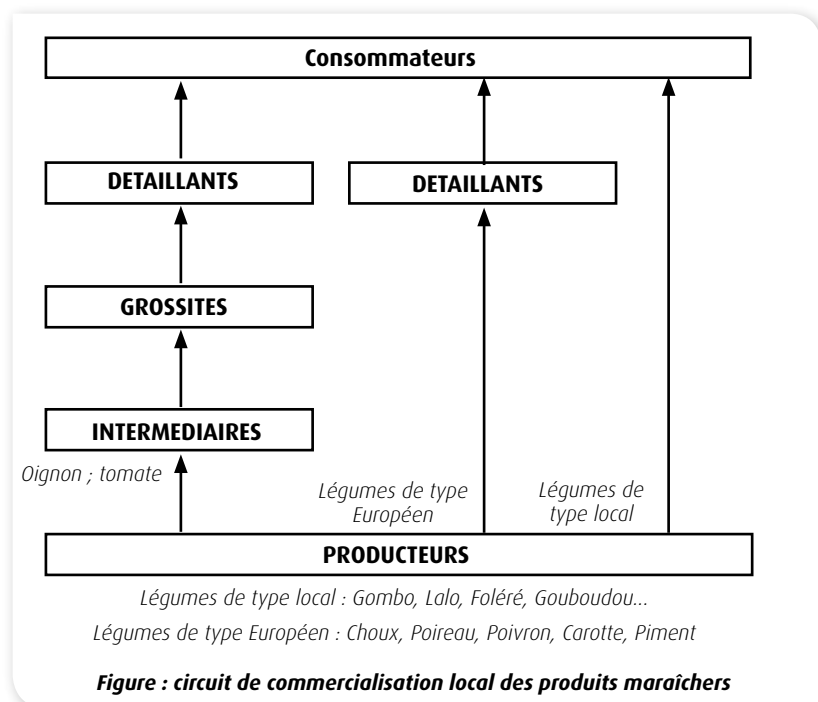 Consommateurs
DETAILLANTS
DETAILLANTS
GROSSITES
INTERMEDIAIRES
Oignon ; tomate
Légumes de type
Européen
Légumes de
type local
PRODUCTEURS
Légumes de type local : Gombo, Lalo, Foléré, Gouboudou...
Légumes de type Européen : Choux, Poireau, Poivron, Carotte, Piment
Figure : circuit de commercialisation local des produits maraîchers